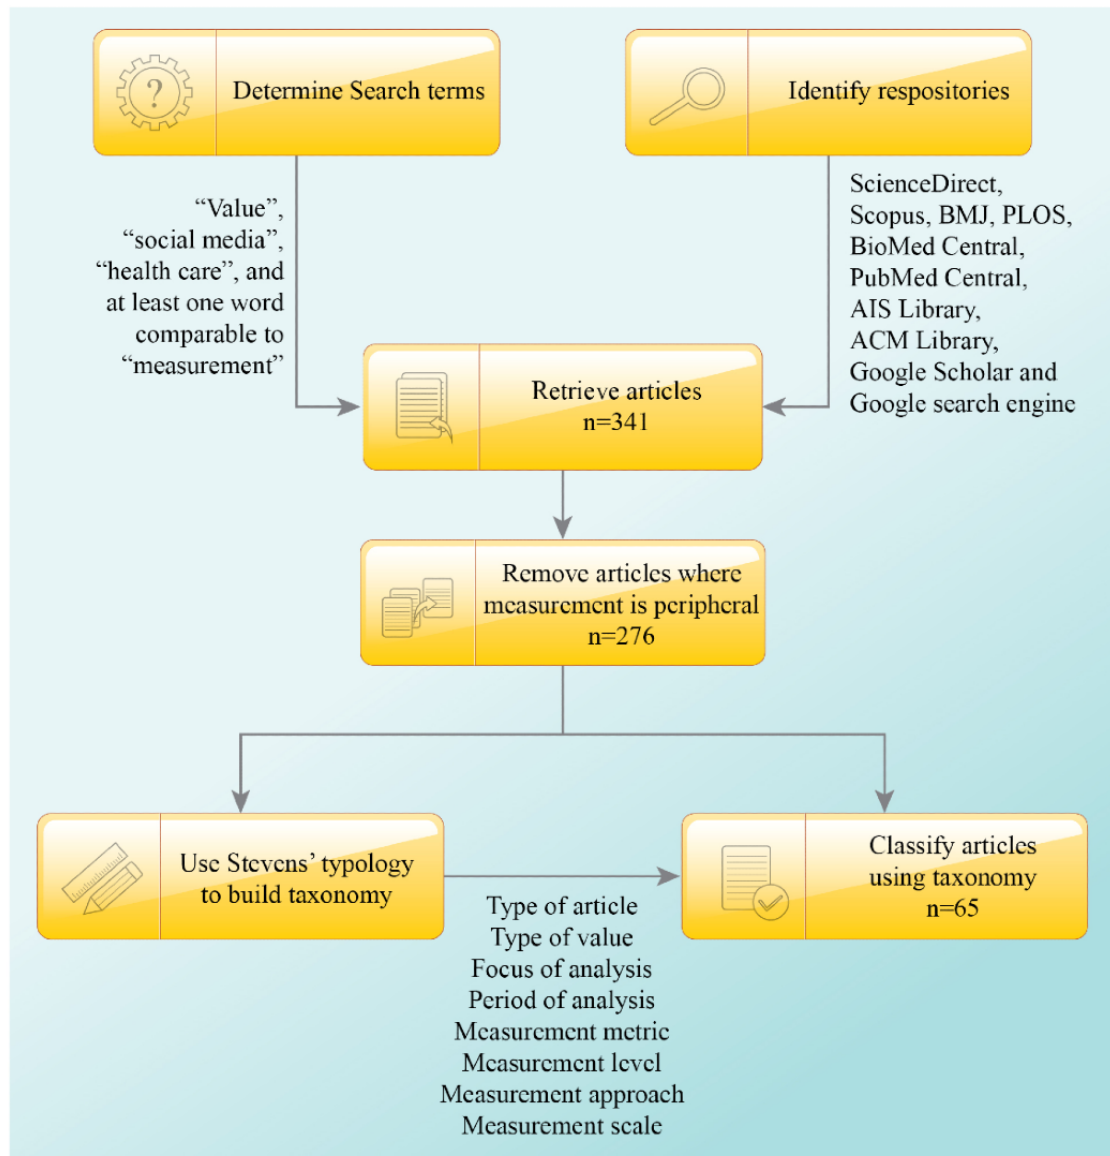 Determine Search terms
Identify respositories
“Value”,
“social media”,
“health care”, and
at least one word
comparable to
“measurement”
ScienceDirect,
Scopus, BMJ, PLOS,
BioMed Central,
PubMed Central,
AIS Library,
ACM Library,
Google Scholar and
Google search engine
?
Retrieve articles
n=341
Remove articles where
measurement is peripheral
n=276
Use Stevens’ typology
to build taxonomy
Classify articles
using taxonomy
n=65
Type of article
Type of value
Focus of analysis
Period of analysis
Measurement metric
Measurement level
Measurement approach
Measurement scale